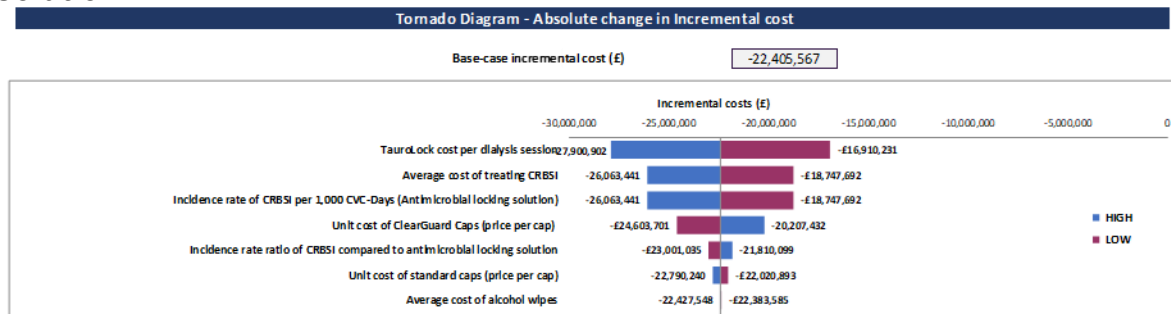 Tornado Diagram - Absolute change in Incremental cost
Base-case incremental cost (£) -22,405,567
Incremental costs (£)
-30,000,000 -25,000,000 -20,000,000 -15,000,000 -10,000,000 -5,000,000 0
TauroLock cost per dialysis session -27,900,902 -£16,910,231
Average cost of treating CRBSI -26,063,441 -£18,747,692
Incidence rate of CRBSI per 1,000 CVC-Days (Antimicrobial locking solution) -26,063,441 -£18,747,692
Unit cost of ClearGuard Caps (price per cap) -£24,603,701 -20,207,432
HIGH
Incidence rate ratio of CRBSI compared to antimicrobial locking solution -£23,001,035 -21,810,099
LOW
Unit cost of standard caps (price per cap) -22,790,240 -£22,020,893
Average cost of alcohol wipes -22,427,548 -£22,383,585